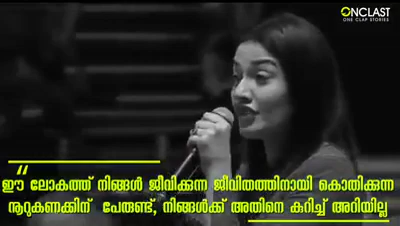 ONCLAST
ONE CLAP STORIES
“
ഈ ലോകത്ത് നിങ്ങൾ ജീവിക്കുന്ന ജീവിതത്തിനായി കൊതിക്കുന്ന
നൂറുകണക്കിന് പേരുണ്ട്, നിങ്ങൾക്ക് അതിനെ കുറിച്ച് അറിയില്ല